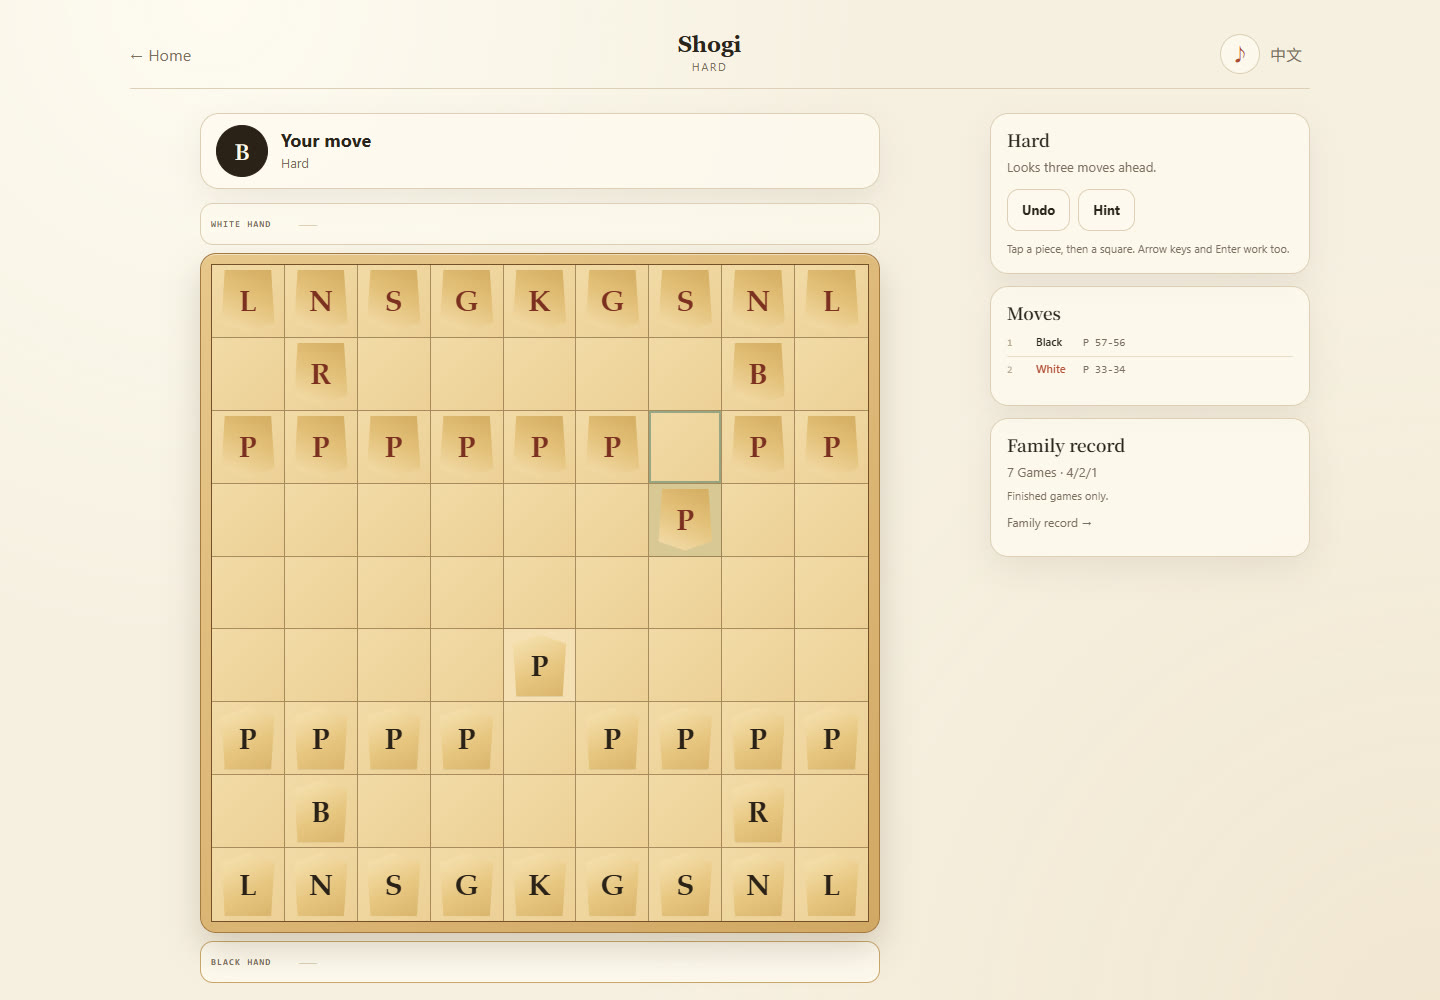 ← Home
Shogi
HARD
♪ 中文
B
Your move
Hard
WHITE HAND —
L N S G K G S N L
R B
P P P P P P P P
P
P
P P P P P P P P
B R
L N S G K G S N L
BLACK HAND —
Hard
Looks three moves ahead.
Undo Hint
Tap a piece, then a square. Arrow keys and Enter work too.
Moves
1 Black P 57-56
2 White P 33-34
Family record
7 Games · 4/2/1
Finished games only.
Family record →